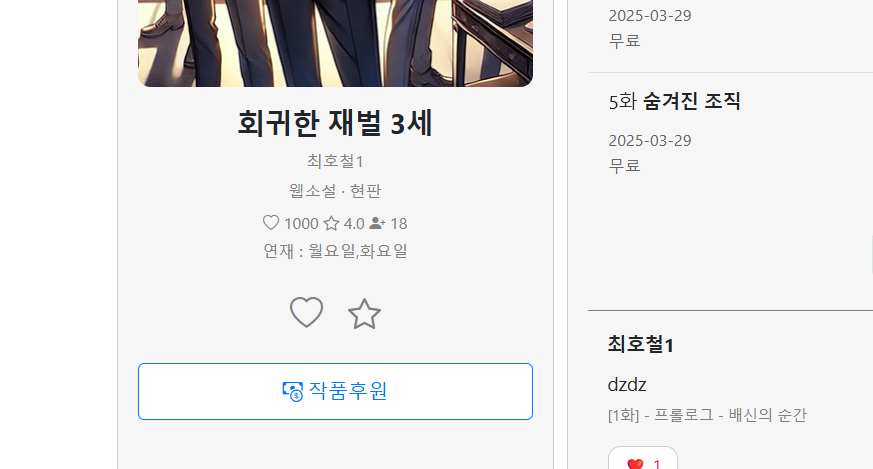 회귀한 재벌 3세
최호철1
웹소설 · 현판
1000 4.0 18
연재 : 월요일,화요일
작품후원
2025-03-29
무료
5화 숨겨진 조직
2025-03-29
무료
최호철1
dzdz
[1화] - 프롤로그 - 배신의 순간
1